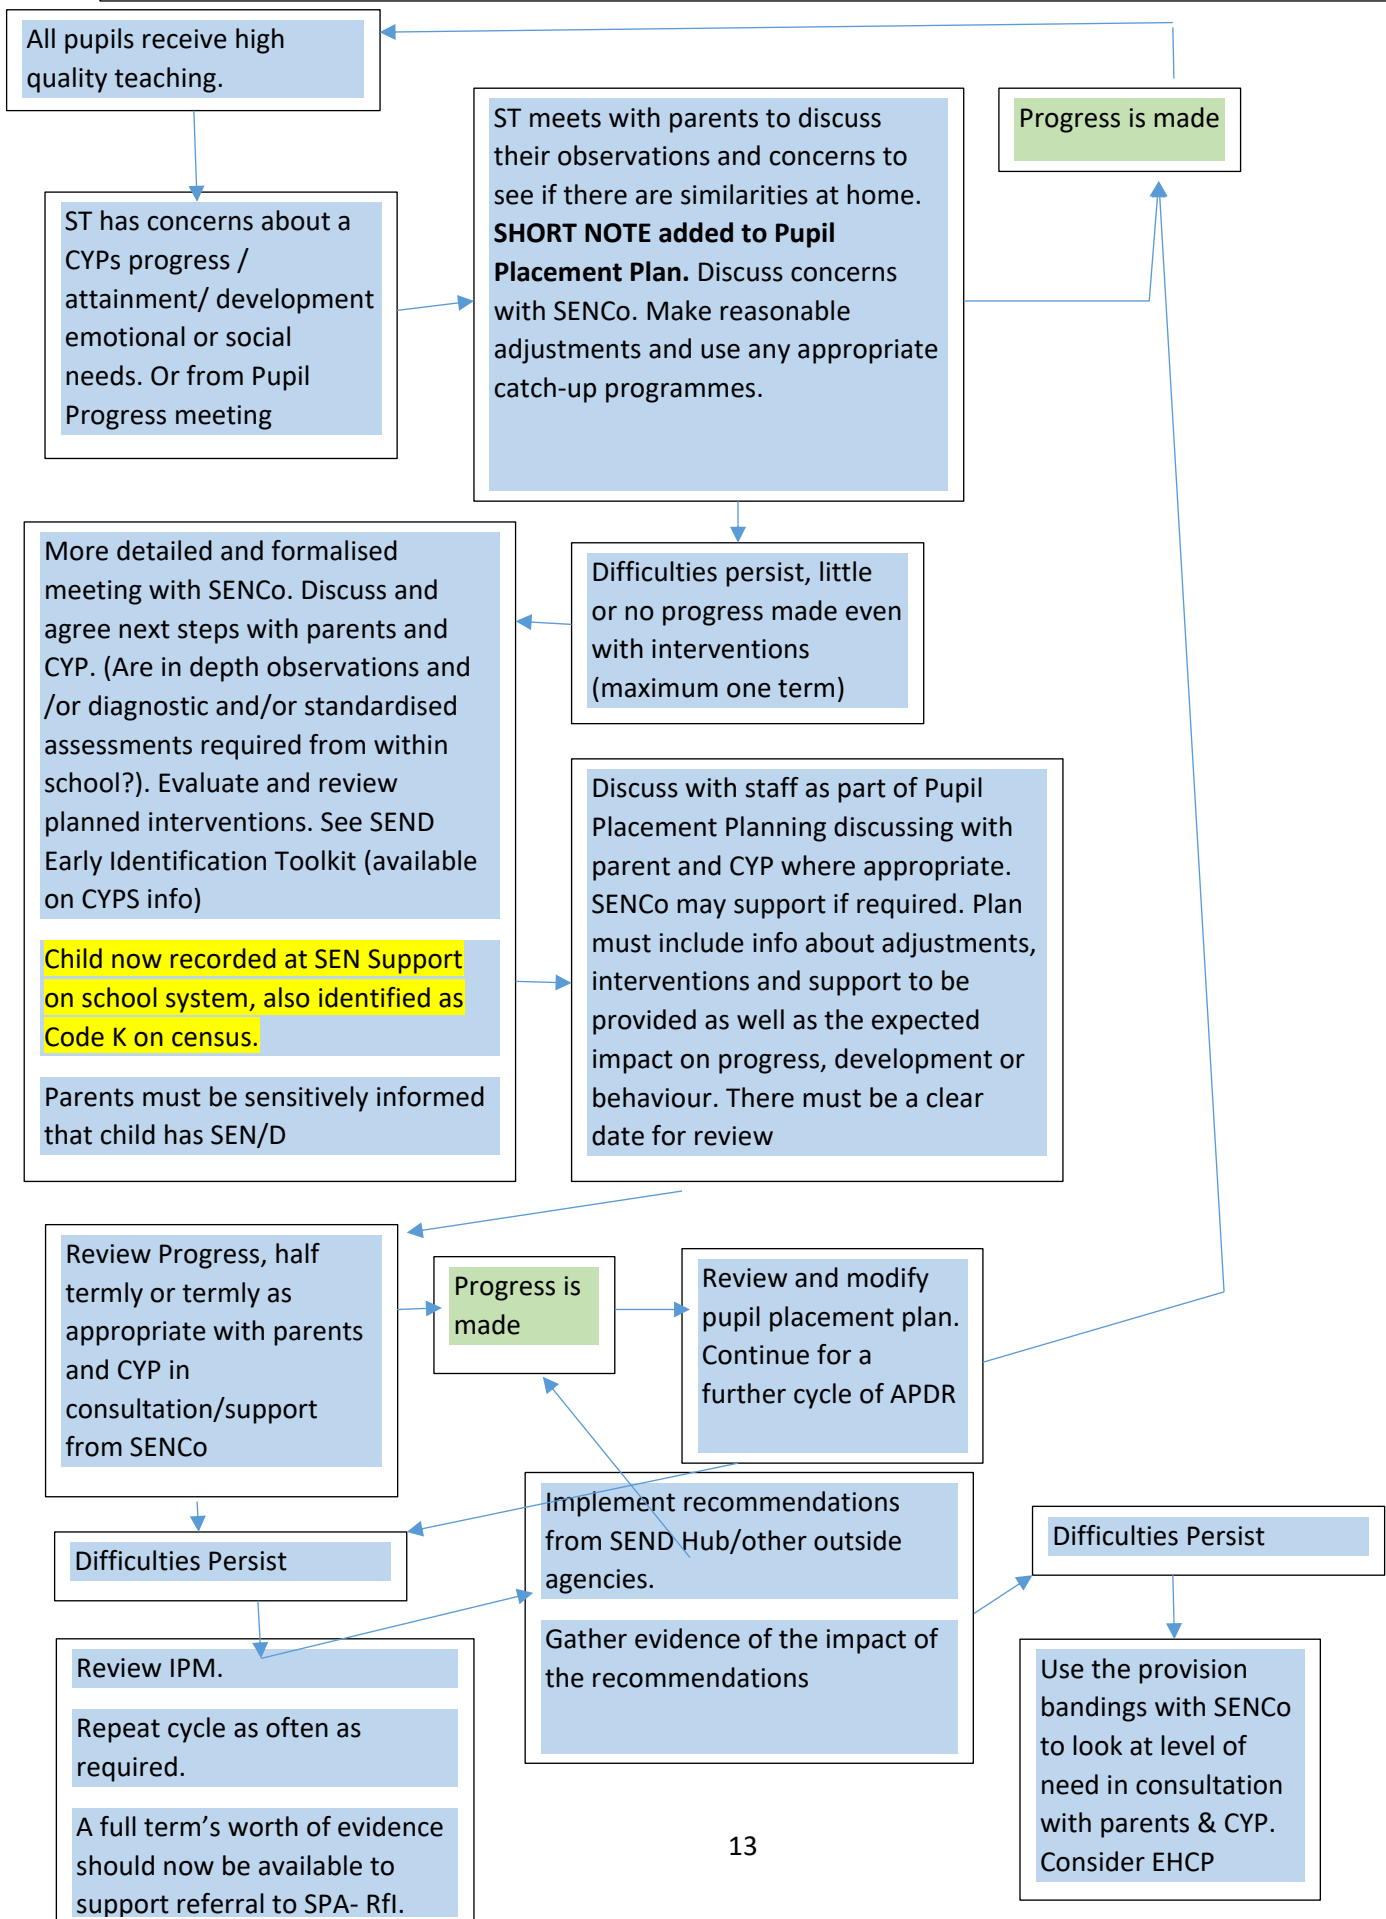 All pupils receive high
quality teaching.
ST has concerns about a
CYPs progress /
attainment/ development
emotional or social
needs. Or from Pupil
Progress meeting
ST meets with parents to discuss
their observations and concerns to
see if there are similarities at home.
SHORT NOTE added to Pupil
Placement Plan. Discuss concerns
with SENCo. Make reasonable
adjustments and use any appropriate
catch-up programmes.
Progress is made
Difficulties persist, little
or no progress made even
with interventions
(maximum one term)
More detailed and formalised
meeting with SENCo. Discuss and
agree next steps with parents and
CYP. (Are in depth observations and
/or diagnostic and/or standardised
assessments required from within
school?). Evaluate and review
planned interventions. See SEND
Early Identification Toolkit (available
on CYPS info)
Child now recorded at SEN Support
on school system, also identified as
Code K on census.
Parents must be sensitively informed
that child has SEN/D
Discuss with staff as part of Pupil
Placement Planning discussing with
parent and CYP where appropriate.
SENCo may support if required. Plan
must include info about adjustments,
interventions and support to be
provided as well as the expected
impact on progress, development or
behaviour. There must be a clear
date for review
Review Progress, half
termly or termly as
appropriate with parents
and CYP in
consultation/support
from SENCo
Progress is
made
Review and modify
pupil placement plan.
Continue for a
further cycle of APDR
Difficulties Persist
Review IPM.
Repeat cycle as often as
required.
A full term’s worth of evidence
should now be available to
support referral to SPA- RfI.
Implement recommendations
from SEND Hub/other outside
agencies.
Gather evidence of the impact of
the recommendations
Difficulties Persist
Use the provision
bandings with SENCo
to look at level of
need in consultation
with parents & CYP.
Consider EHCP
13